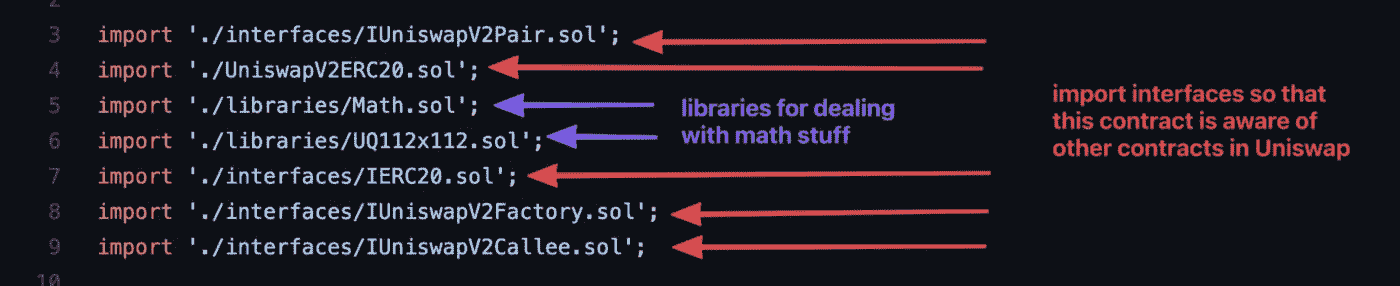 2
3 import './interfaces/IUniswapV2Pair.sol';
4 import './UniswapV2ERC20.sol';
5 import './libraries/Math.sol';
6 import './libraries/UQ112x112.sol';
7 import './interfaces/IERC20.sol';
8 import './interfaces/IUniswapV2Factory.sol';
9 import './interfaces/IUniswapV2Callee.sol';
10
libraries for dealing
with math stuff
import interfaces so that
this contract is aware of
other contracts in Uniswap